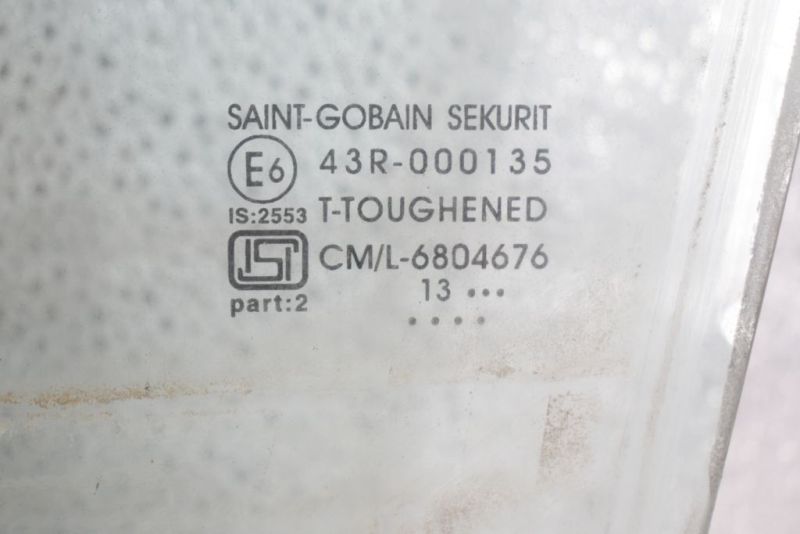 SAINT-GOBAIN SEKURIT
E6 43R-000135
IS:2553 T-TOUGHENED
ISI CM/L-6804676
13 •••
part:2
••••